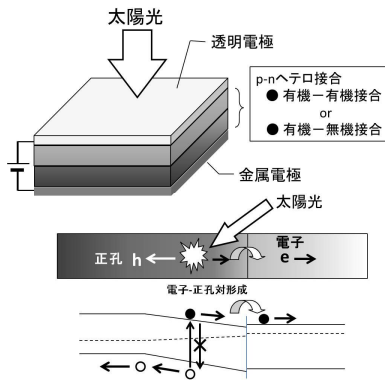 太陽光
透明電極
p-nヘテロ接合
● 有機－有機接合
or
● 有機－無機接合
金属電極
太陽光
正孔 h
電子
e
電子-正孔対形成